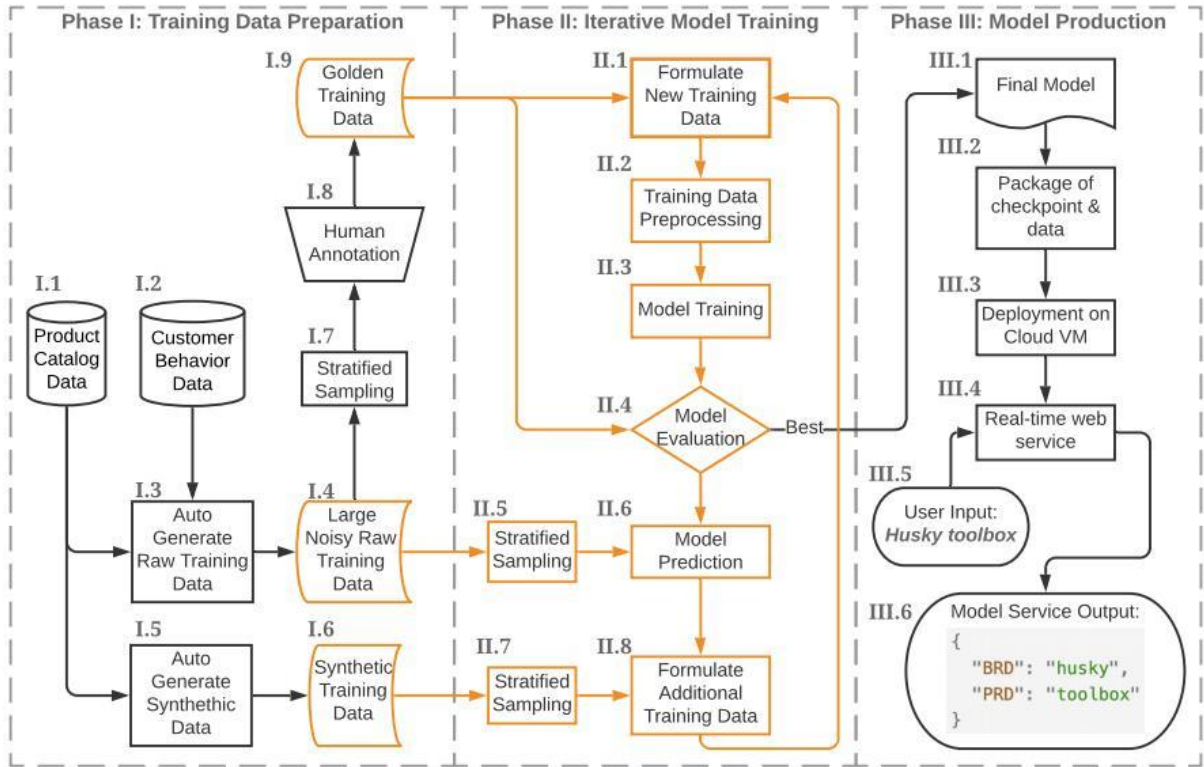 Phase I: Training Data Preparation
Phase II: Iterative Model Training
Phase III: Model Production
I.9
Golden
Training
Data
I.8
Human
Annotation
I.1
Product
Catalog
Data
I.2
Customer
Behavior
Data
I.7
Stratified
Sampling
I.3
Auto
Generate
Raw Training
Data
I.4
Large
Noisy Raw
Training
Data
I.5
Auto
Generate
Synthethic
Data
I.6
Synthetic
Training
Data
II.1
Formulate
New Training
Data
II.2
Training Data
Preprocessing
II.3
Model Training
II.4
Model
Evaluation
Best
II.5
Stratified
Sampling
II.6
Model
Prediction
II.7
Stratified
Sampling
II.8
Formulate
Additional
Training Data
III.1
Final Model
III.2
Package of
checkpoint &
data
III.3
Deployment on
Cloud VM
III.4
Real-time web
service
III.5
User Input:
Husky toolbox
III.6
Model Service Output:
{
"BRD": "husky",
"PRD": "toolbox"
}